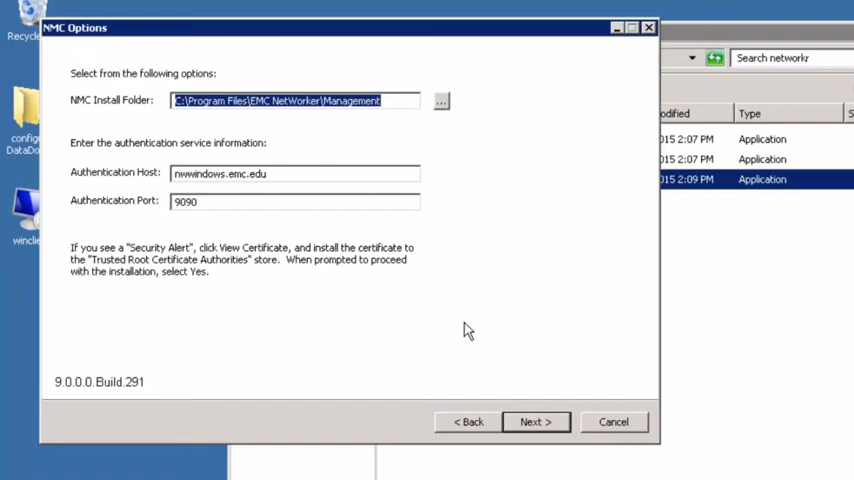 Recycle
NMC Options
Search networkr
Select from the following options:
NMC Install Folder:
C:\Program Files\EMC NetWorker\Management
...
odified
Type
S
config
DataDo
Enter the authentication service information:
015 2:07 PM
Application
015 2:07 PM
Application
Authentication Host:
nwwindows.emc.edu
015 2:09 PM
Application
Authentication Port:
9090
winclie
If you see a "Security Alert", click View Certificate, and install the certificate to
the "Trusted Root Certificate Authorities" store. When prompted to proceed
with the installation, select Yes.
9.0.0.0.Build.291
< Back
Next >
Cancel